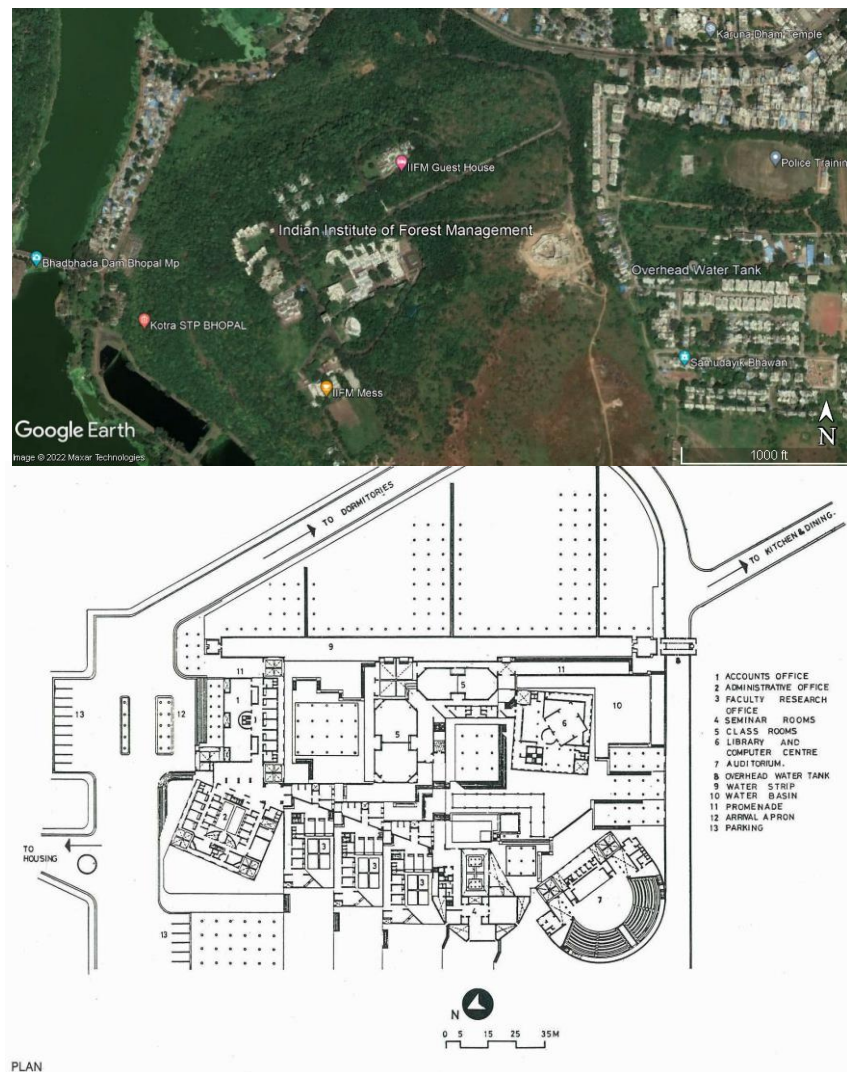 Karuna Dham Temple
IIFM Guest House
Police Trainin
Indian Institute of Forest Management
Bhadbhada Dam Bhopal Mp
Overhead Water Tank
Kotra STP BHOPAL
Samudayik Bhawan
IIFM Mess
Google Earth
N
Image © 2022 Maxar Technologies
1000 ft
TO DORMITORIES
TO KITCHEN & DINING.
9
8
11
11
5
1 ACCOUNTS OFFICE
2 ADMINISTRATIVE OFFICE
3 FACULTY RESEARCH
OFFICE
4 SEMINAR ROOMS
5 CLASS ROOMS
6 LIBRARY AND
COMPUTER CENTRE
7 AUDITORIUM.
8 OVERHEAD WATER TANK
9 WATER STRIP
10 WATER BASIN
11 PROMENADE
12 ARRIVAL APRON
13 PARKING
13
12
1
5
6
10
TO
HOUSING
3
3
3
4
7
13
N
0 5 15 25 35M
PLAN